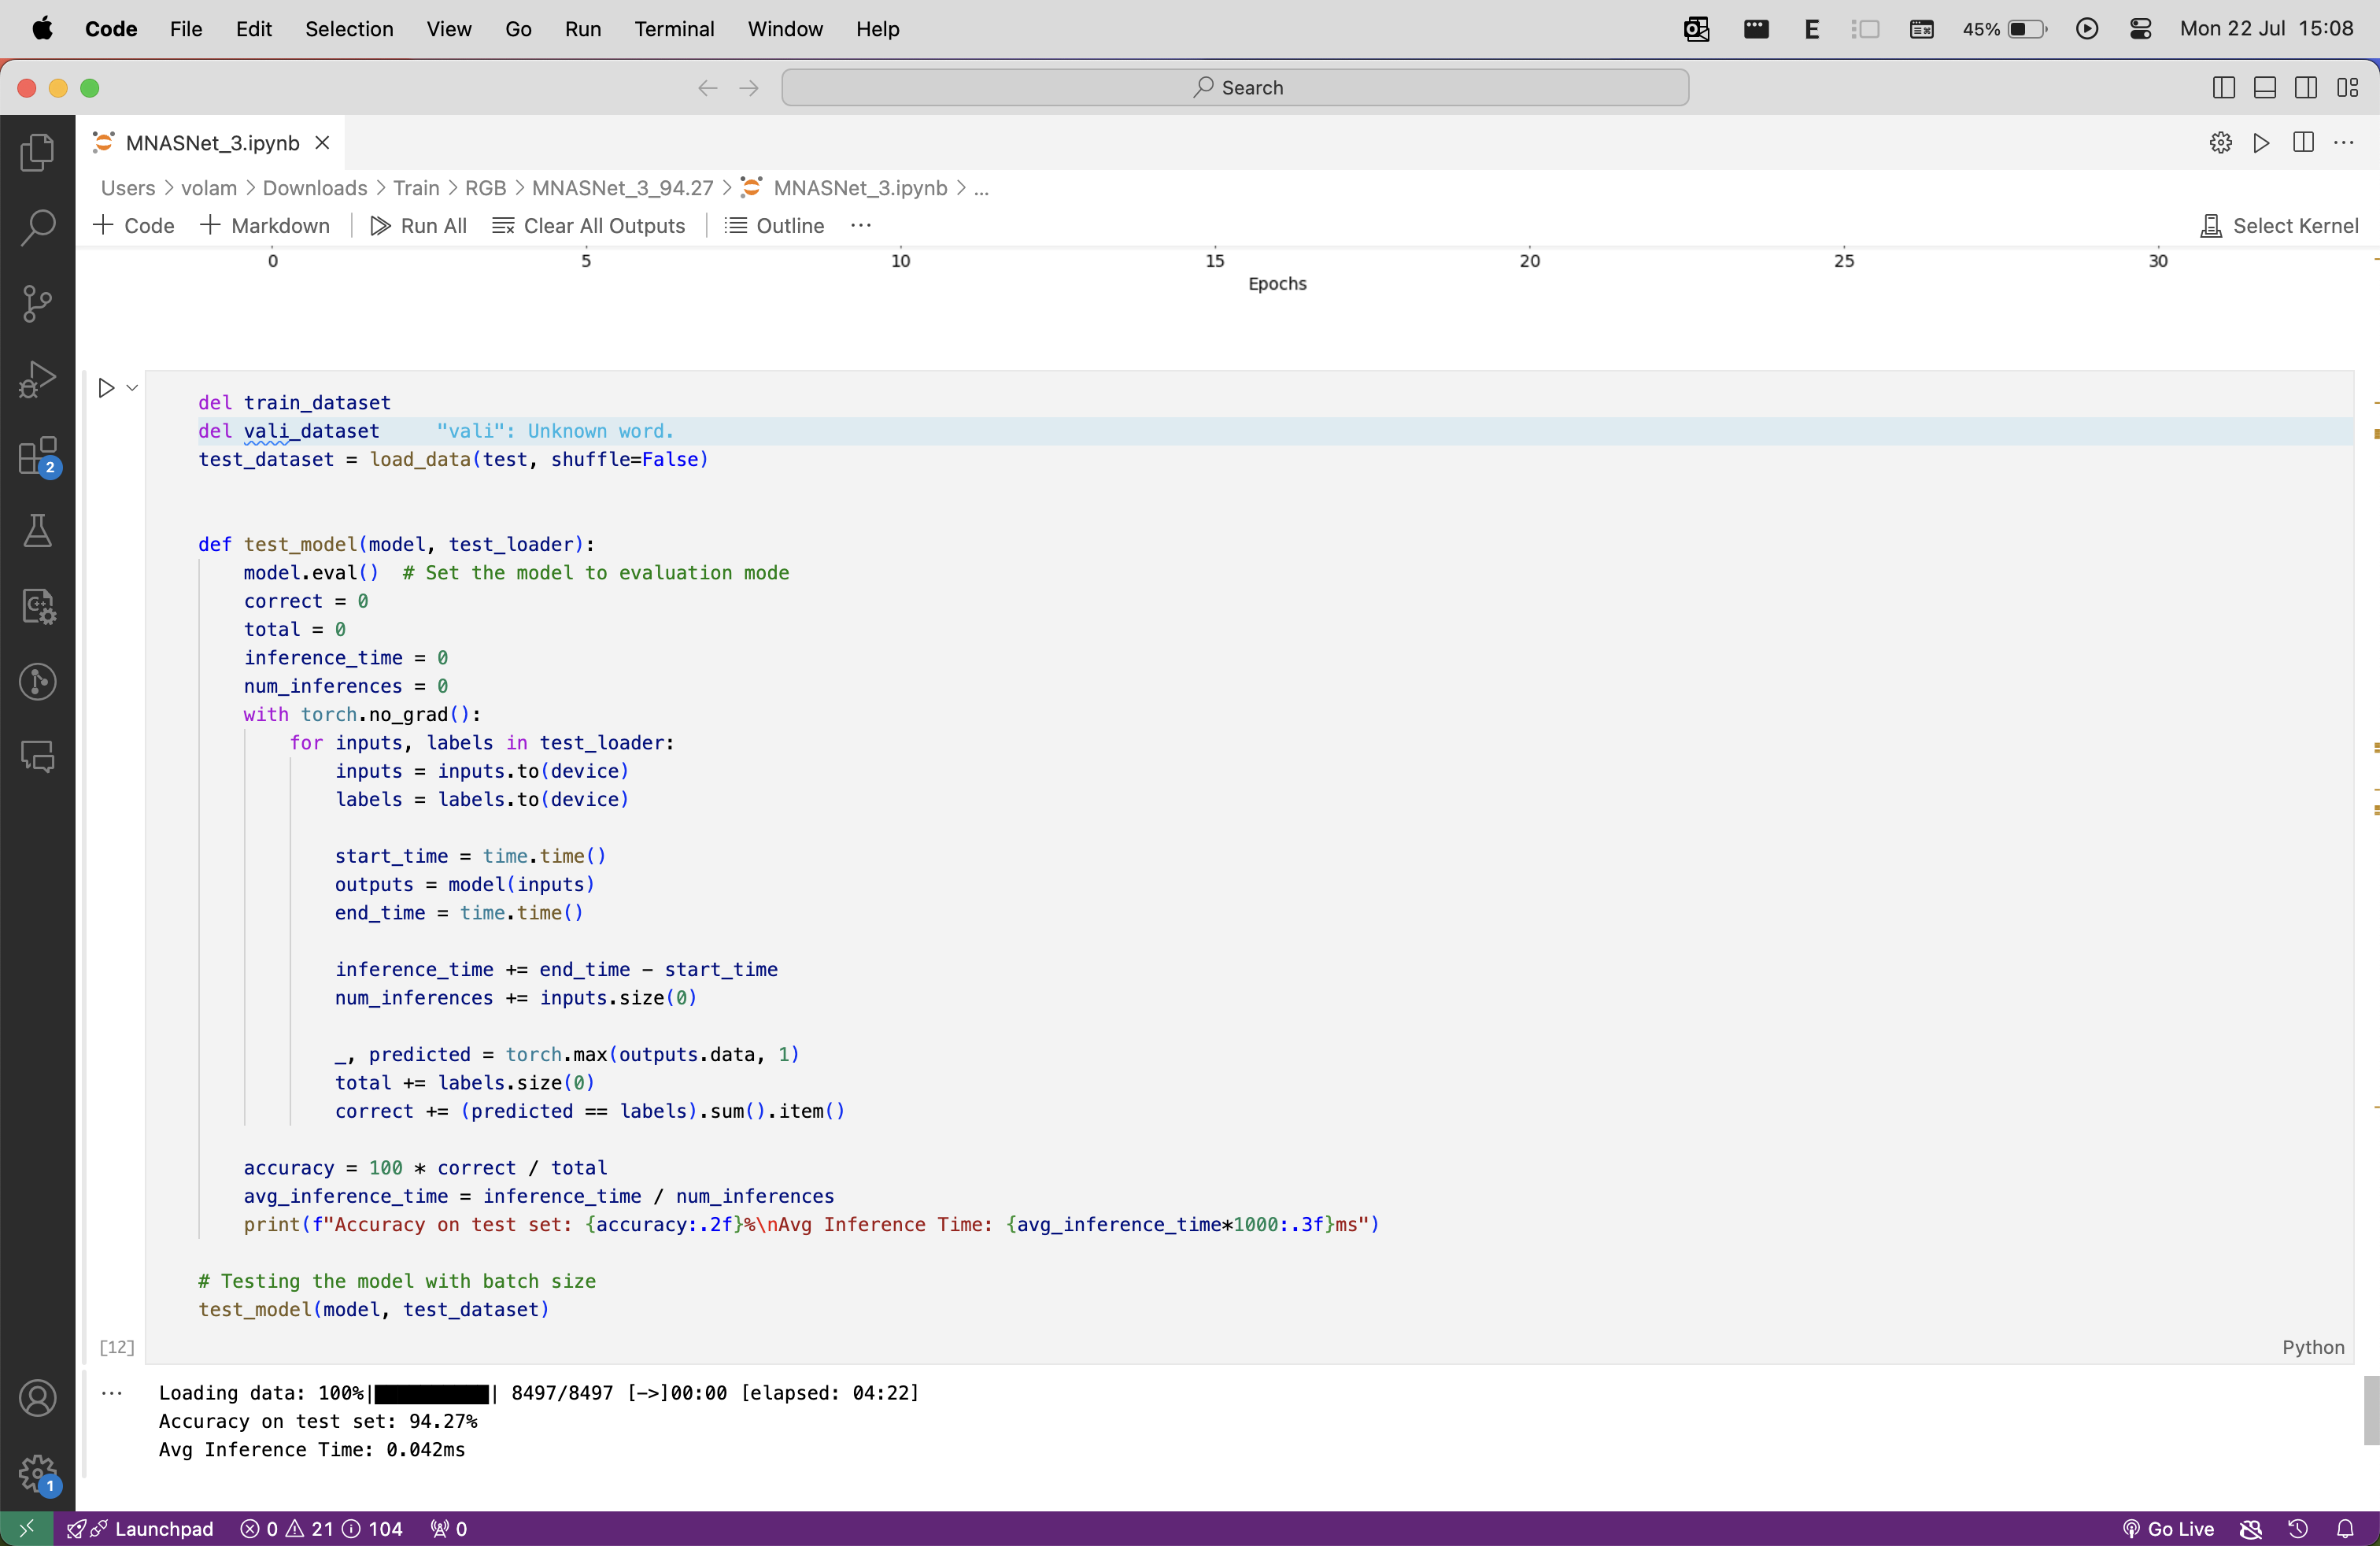 Code File Edit Selection View Go Run Terminal Window Help 45% Mon 22 Jul 15:08
Search
MNASNet_3.ipynb
Users > volam > Downloads > Train > RGB > MNASNet_3_94.27 > MNASNet_3.ipynb > ...
+ Code + Markdown Run All Clear All Outputs Outline ... Select Kernel
0 5 10 15 20 25 30
Epochs
del train_dataset
del vali_dataset "vali": Unknown word.
test_dataset = load_data(test, shuffle=False)
def test_model(model, test_loader):
model.eval() # Set the model to evaluation mode
correct = 0
total = 0
inference_time = 0
num_inferences = 0
with torch.no_grad():
for inputs, labels in test_loader:
inputs = inputs.to(device)
labels = labels.to(device)
start_time = time.time()
outputs = model(inputs)
end_time = time.time()
inference_time += end_time - start_time
num_inferences += inputs.size(0)
_, predicted = torch.max(outputs.data, 1)
total += labels.size(0)
correct += (predicted == labels).sum().item()
accuracy = 100 * correct / total
avg_inference_time = inference_time / num_inferences
print(f"Accuracy on test set: {accuracy:.2f}%\nAvg Inference Time: {avg_inference_time*1000:.3f}ms")
# Testing the model with batch size
test_model(model, test_dataset)
[12] Python
... Loading data: 100%|██████████| 8497/8497 [->]00:00 [elapsed: 04:22]
Accuracy on test set: 94.27%
Avg Inference Time: 0.042ms
2
1
Launchpad 0 21 104 0 Go Live